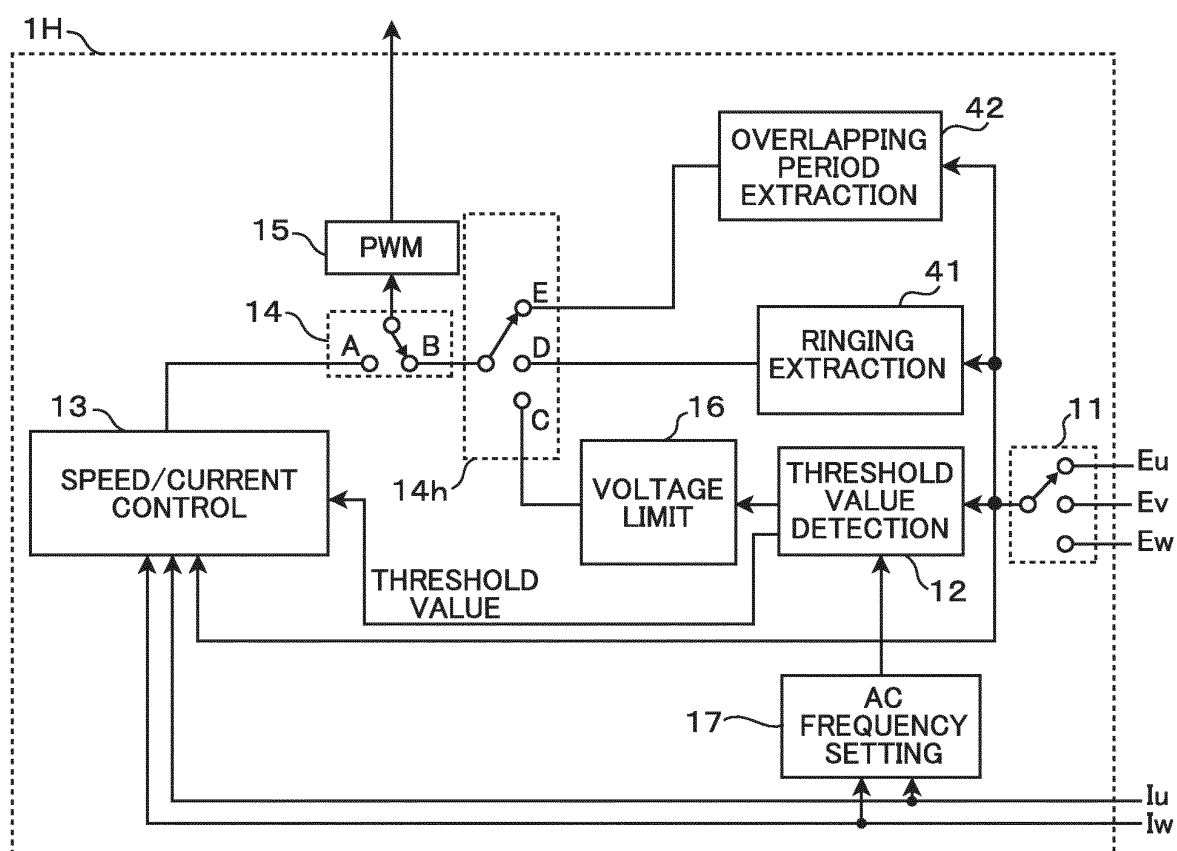 1H
42
OVERLAPPING
PERIOD
EXTRACTION
15
PWM
41
RINGING
EXTRACTION
14
A
B
E
D
C
14h
13
SPEED/CURRENT
CONTROL
16
VOLTAGE
LIMIT
THRESHOLD
VALUE
DETECTION
12
11
Eu
Ev
Ew
THRESHOLD
VALUE
17
AC
FREQUENCY
SETTING
Iu
Iw